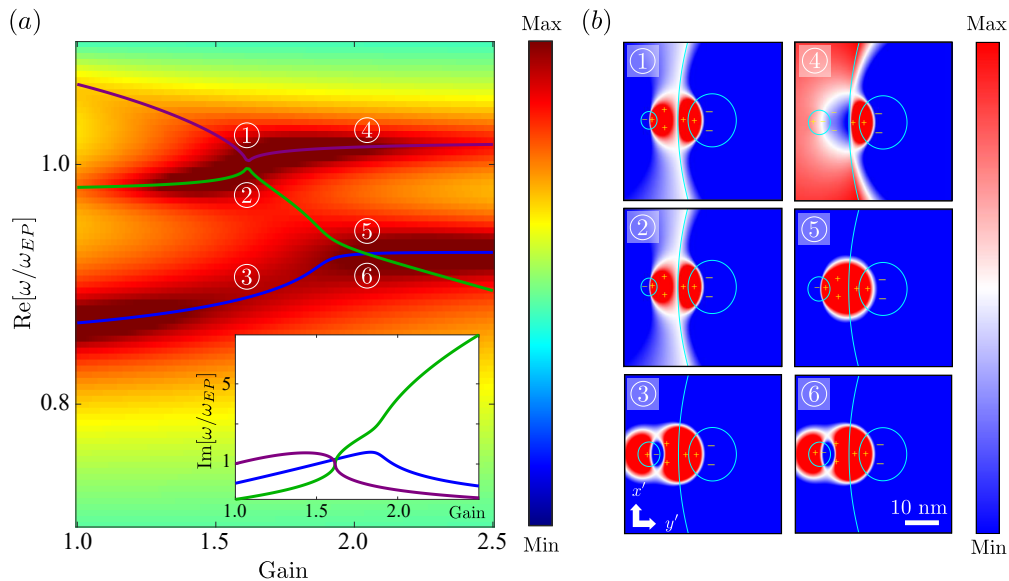 (a)
Max
Re[ω/ω_EP]
1.0
0.8
① ④
②
⑤
③ ⑥
Im[ω/ω_EP]
5
1
1.0 1.5 2.0 Gain
1.0 1.5 2.0 2.5
Gain
Min
(b)
Max
① ④
② ⑤
③ ⑥
x′
y′
10 nm
Min